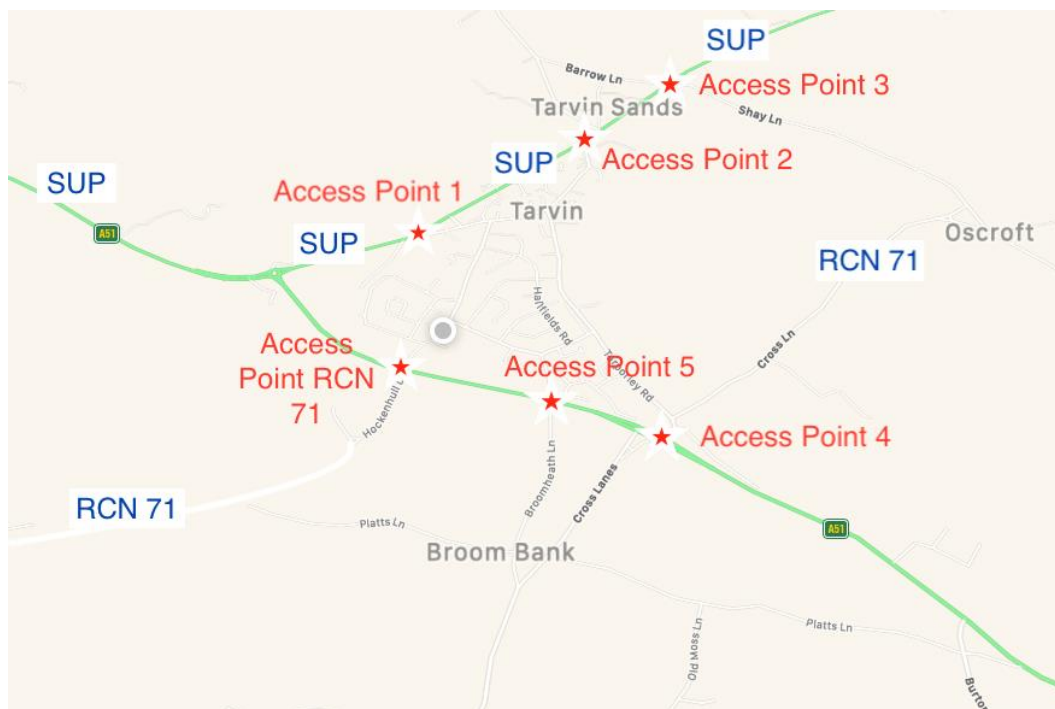 SUP
Barrow Ln
Access Point 3
Tarvin Sands
Shay Ln
Access Point 2
SUP
SUP
Access Point 1
Tarvin
A51
SUP
Oscroft
RCN 71
Hanfields Rd
Cross Ln
Access
Point RCN
71
Access Point 5
Tarporley Rd
Hockenhull L
Access Point 4
Broomheath Ln
Cross Lanes
RCN 71
Platts Ln
A51
Broom Bank
Platts Ln
Old Moss Ln
Burto